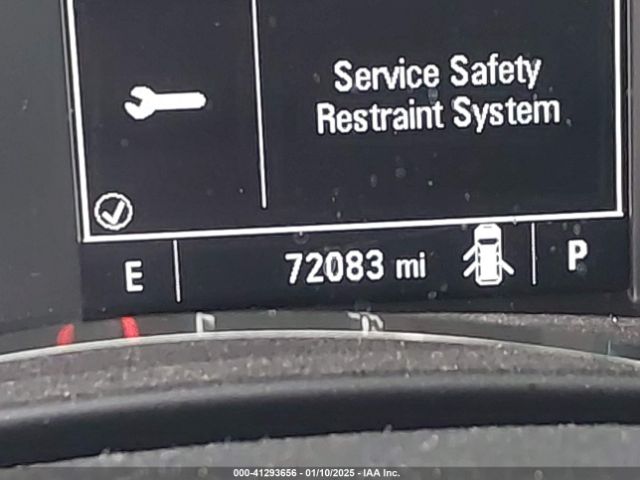 Service Safety
Restraint System
E
72083 mi
P
000-41293656 - 01/10/2025 - IAA Inc.